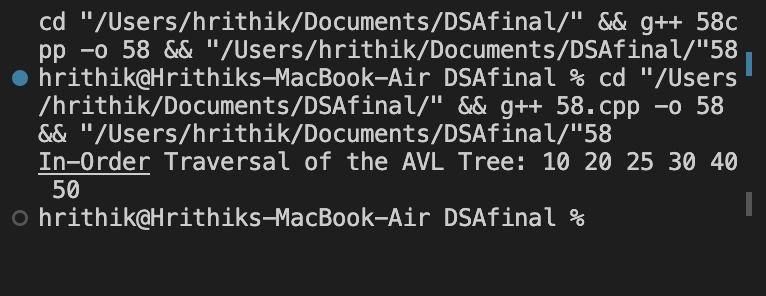 cd "/Users/hrithik/Documents/DSAfinal/" && g++ 58c
pp -o 58 && "/Users/hrithik/Documents/DSAfinal/"58
hrithik@Hrithiks-MacBook-Air DSAfinal % cd "/Users
/hrithik/Documents/DSAfinal/" && g++ 58.cpp -o 58
&& "/Users/hrithik/Documents/DSAfinal/"58
In-Order Traversal of the AVL Tree: 10 20 25 30 40
50
hrithik@Hrithiks-MacBook-Air DSAfinal %